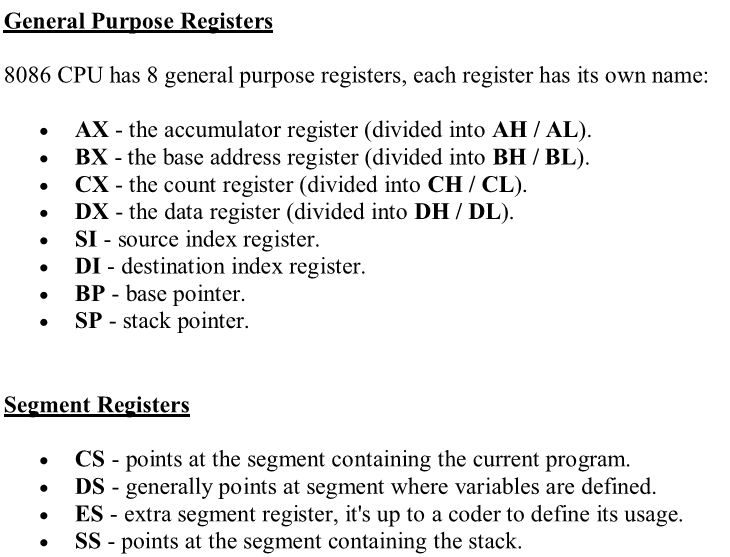 General Purpose Registers
8086 CPU has 8 general purpose registers, each register has its own name:
• AX - the accumulator register (divided into AH / AL).
• BX - the base address register (divided into BH / BL).
• CX - the count register (divided into CH / CL).
• DX - the data register (divided into DH / DL).
• SI - source index register.
• DI - destination index register.
• BP - base pointer.
• SP - stack pointer.
Segment Registers
• CS - points at the segment containing the current program.
• DS - generally points at segment where variables are defined.
• ES - extra segment register, it's up to a coder to define its usage.
• SS - points at the segment containing the stack.